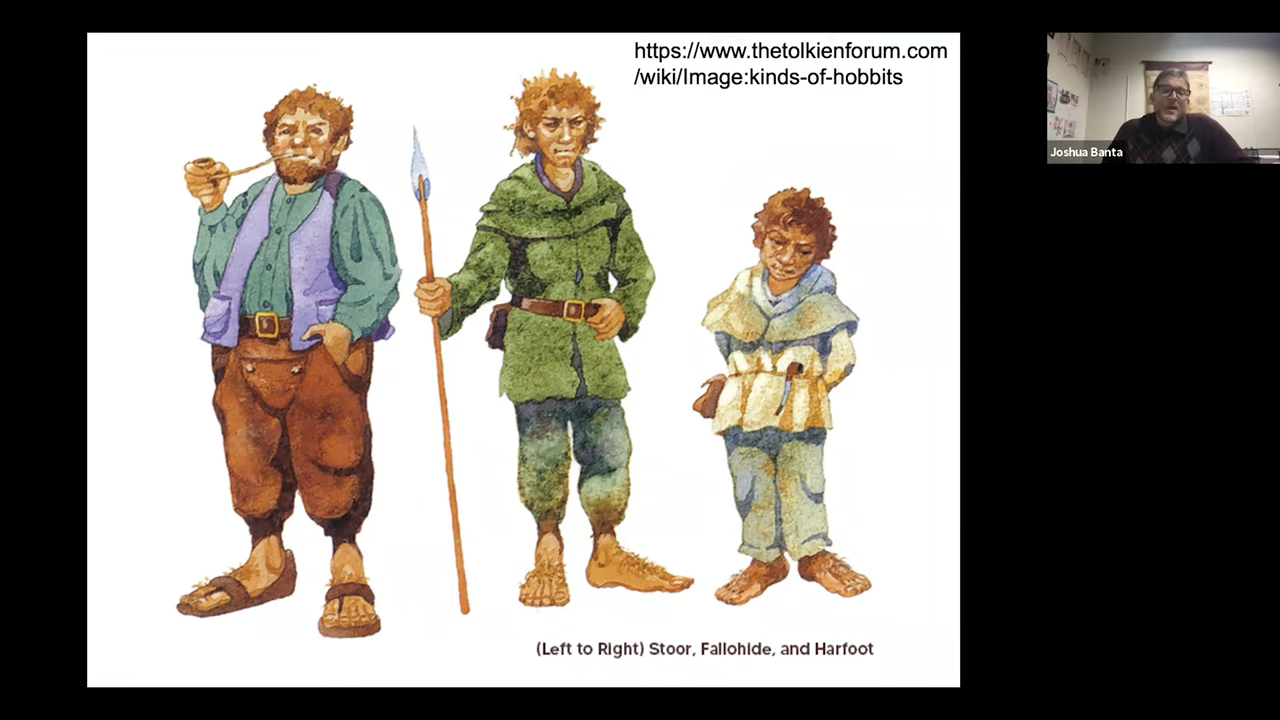 https://www.thetolkienforum.com
/wiki/Image:kinds-of-hobbits
Joshua Banta
(Left to Right) Stoor, Fallohide, and Harfoot